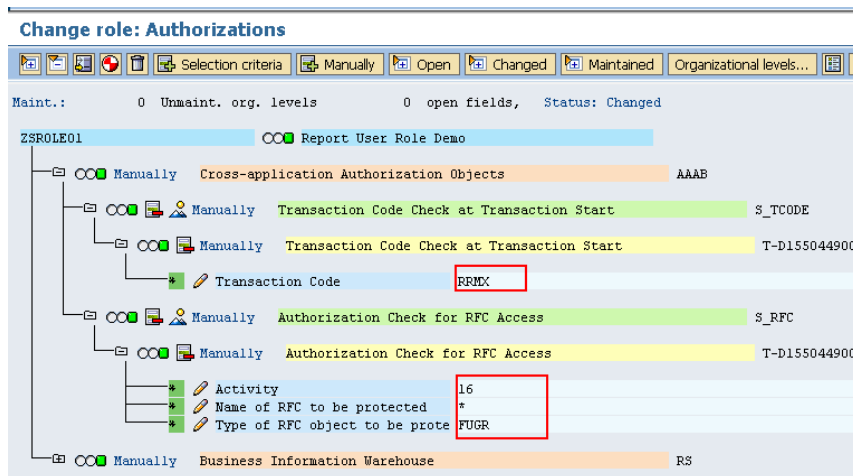 Change role: Authorizations
Selection criteria Manually Open Changed Maintained Organizational levels...
Maint.: 0 Unmaint. org. levels 0 open fields, Status: Changed
ZSROLE01 Report User Role Demo
Manually Cross-application Authorization Objects AAAB
Manually Transaction Code Check at Transaction Start S_TCODE
Manually Transaction Code Check at Transaction Start T-D155044900
* Transaction Code RRMX
Manually Authorization Check for RFC Access S_RFC
Manually Authorization Check for RFC Access T-D155044900
* Activity 16
* Name of RFC to be protected *
* Type of RFC object to be prote FUGR
Manually Business Information Warehouse RS